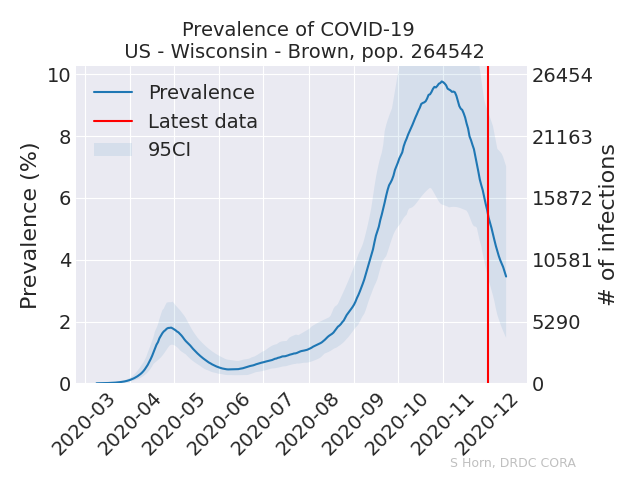 Prevalence of COVID-19
US - Wisconsin - Brown, pop. 264542
Prevalence
Latest data
95CI
Prevalence (%)
10
8
6
4
2
0
26454
21163
15872
10581
5290
0
# of infections
2020-03
2020-04
2020-05
2020-06
2020-07
2020-08
2020-09
2020-10
2020-11
2020-12
S Horn, DRDC CORA